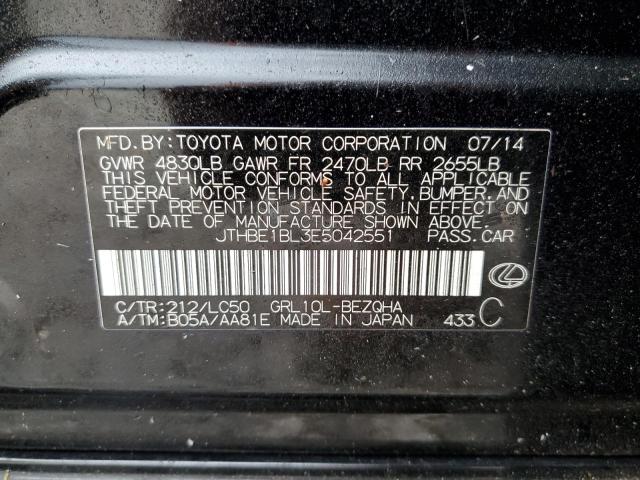 MFD.BY:TOYOTA MOTOR CORPORATION 07/14
GVWR 4830LB GAWR FR 2470LB RR 2655LB
THIS VEHICLE CONFORMS TO ALL APPLICABLE
FEDERAL MOTOR VEHICLE SAFETY, BUMPER, AND
THEFT PREVENTION STANDARDS IN EFFECT ON
THE DATE OF MANUFACTURE SHOWN ABOVE.
JTHBE1BL3E5042551 PASS.CAR
C/TR:212/LC50 GRL10L-BEZQHA
A/TM:B05A/AA81E MADE IN JAPAN 433 C